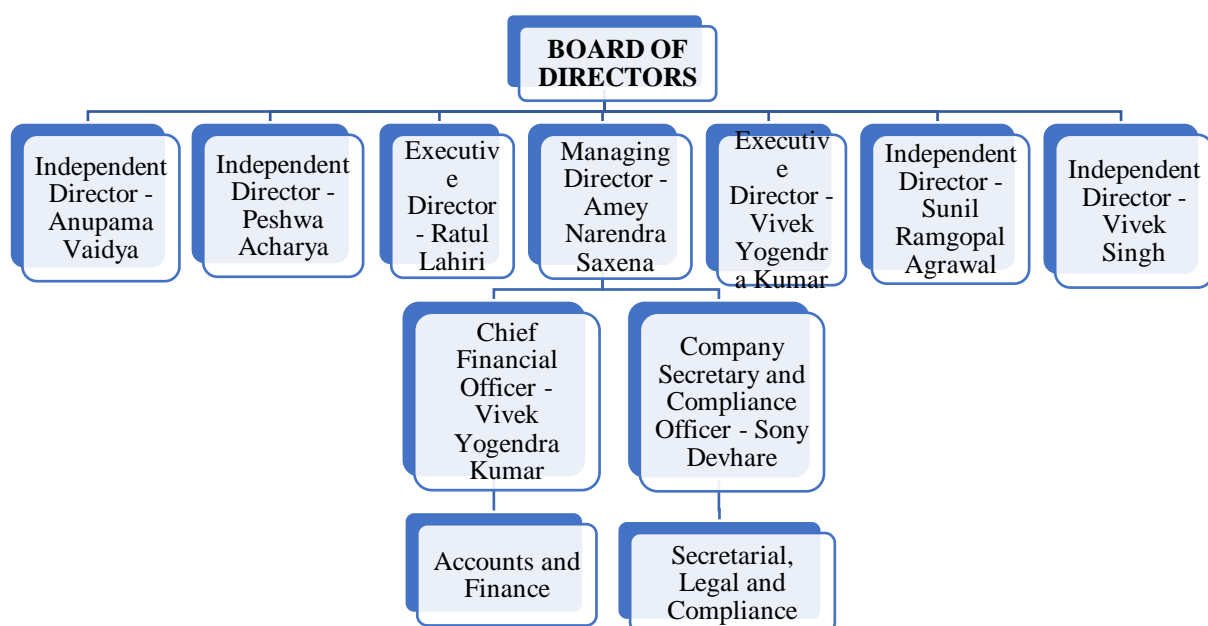 BOARD OF
DIRECTORS
Independent
Director -
Anupama
Vaidya
Independent
Director -
Peshwa
Acharya
Executiv
e
Director
- Ratul
Lahiri
Managing
Director -
Amey
Narendra
Saxena
Executiv
e
Director -
Vivek
Yogendr
a Kumar
Independent
Director -
Sunil
Ramgopal
Agrawal
Independent
Director -
Vivek
Singh
Chief
Financial
Officer -
Vivek
Yogendra
Kumar
Company
Secretary and
Compliance
Officer - Sony
Devhare
Accounts and
Finance
Secretarial,
Legal and
Compliance